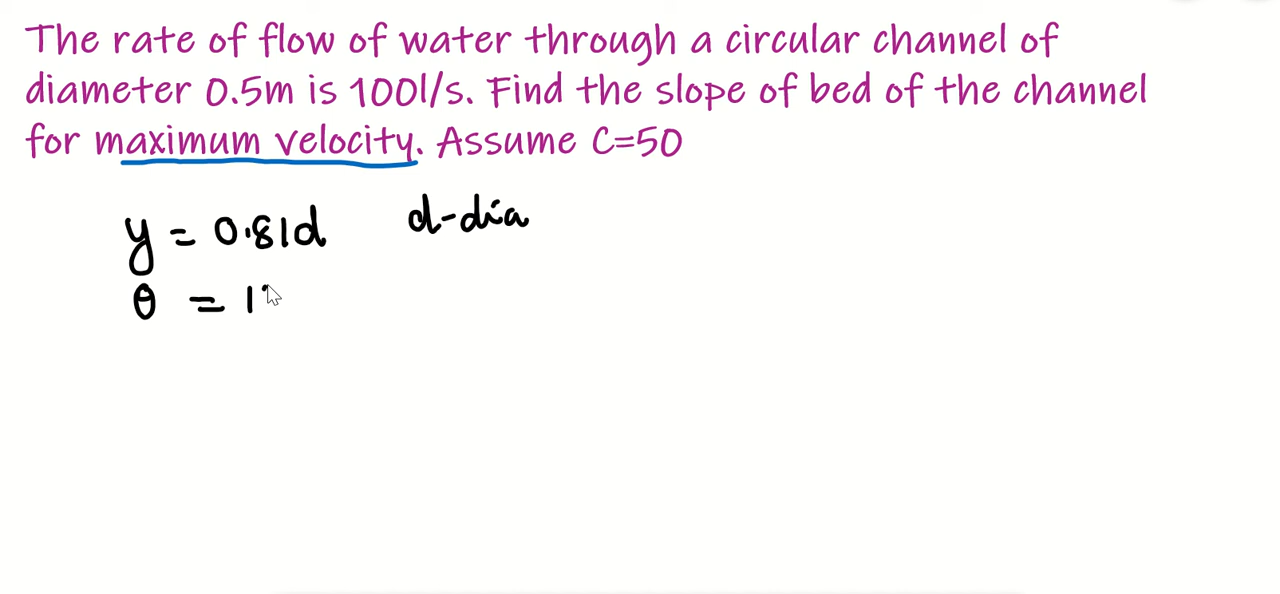 The rate of flow of water through a circular channel of
diameter 0.5m is 100l/s. Find the slope of bed of the channel
for maximum velocity. Assume C=50
y = 0.81d d-dia
θ = 1